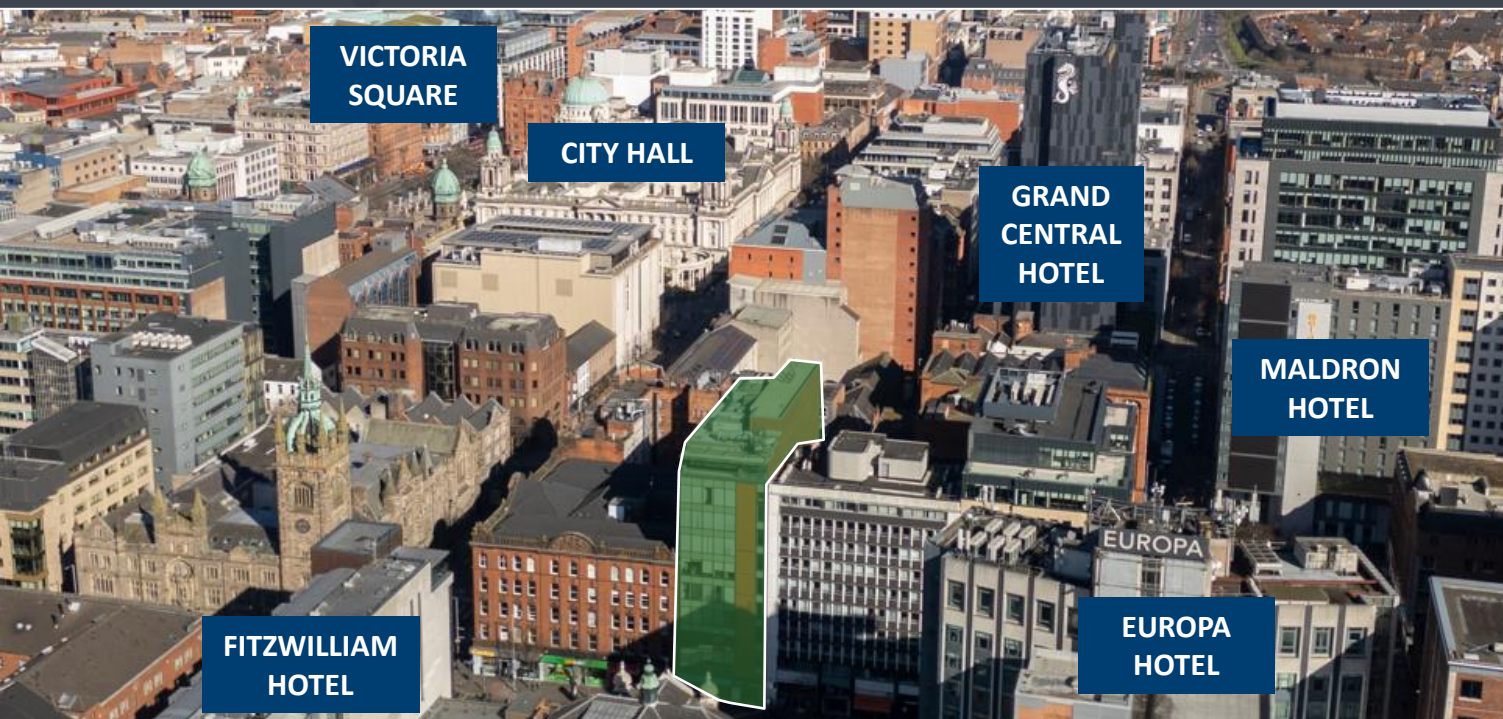 VICTORIA
SQUARE
CITY HALL
GRAND
CENTRAL
HOTEL
MALDRON
HOTEL
EUROPA
FITZWILLIAM
HOTEL
EUROPA
HOTEL